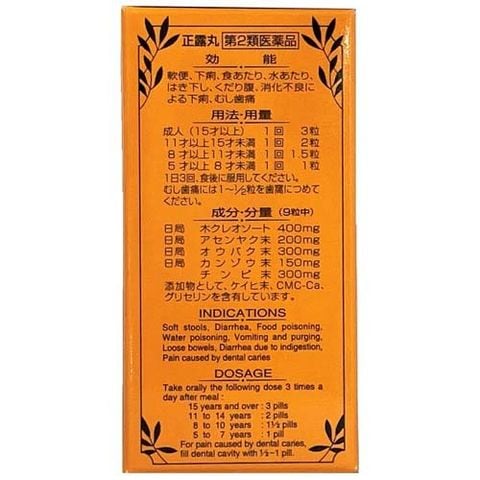 正露丸 第2類医薬品
効能
軟便、下痢、食あたり、水あたり、
はき下し、くだり腹、消化不良に
よる下痢、むし歯痛
用法・用量
成人(15才以上) 1回 3粒
11才以上15才未満 1回 2粒
8才以上11才未満 1回 1.5粒
5才以上8才未満 1回 1粒
1日3回、食後に服用してください。
むし歯痛には1~1/2粒を歯窩につめて
ください。
成分・分量(9粒中)
日局 木クレオソート 400mg
日局 アセンヤク末 200mg
日局 オウバク末 300mg
日局 カンゾウ末 150mg
チンピ末 300mg
添加物として、ケイヒ末、CMC-Ca、
グリセリンを含有しています。
INDICATIONS
Soft stools, Diarrhea, Food poisoning,
Water poisoning, Vomiting and purging,
Loose bowels, Diarrhea due to indigestion,
Pain caused by dental caries
DOSAGE
Take orally the following dose 3 times a
day after meal:
15 years and over : 3 pills
11 to 14 years : 2 pills
8 to 10 years : 1½ pills
5 to 7 years : 1 pill
For pain caused by dental caries,
fill dental cavity with ½-1 pill.